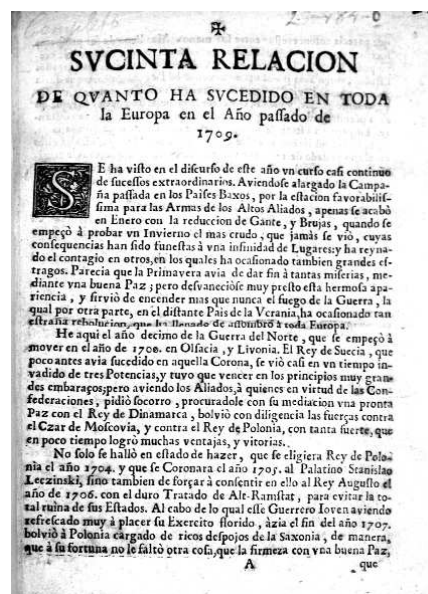 ✠
SVCINTA RELACION
DE QVANTO HA SVCEDIDO EN TODA
la Europa en el Año paſſado de
1709.
SE ha viſto en el diſcurſo de eſte año vn curſo caſi continuo
de ſuceſſos extraordinarios. Aviendoſe alargado la Campa-
ña paſſada en los Paiſes Baxos, por la eſtacion favorabiliſ-
ſima para las Armas de los Altos Aliados, apenas ſe acabò
en Enero con la reduccion de Gante, y Brujas, quando ſe
empeçò à probar vn Invierno el mas crudo, que jamàs ſe viò, cuyas
conſequencias han ſido funeſtas à vna infinidad de Lugares: y ha reyna-
do el contagio en otros, en los quales ha ocaſionado tambien grandes eſ-
tragos. Parecia que la Primavera avia de dar fin à tantas miſerias, me-
diante vna buena Paz; pero deſvaneciòſe muy preſto eſta hermoſa apa-
riencia, y ſirviò de encender mas que nunca el fuego de la Guerra, la
qual por otra parte, en el diſtante Pais de la Vcrania, ha ocaſionado tan
eſtraña rebolucion, que ha llenado de aſſombro à toda Europa.
He aqui el año decimo de la Guerra del Norte, que ſe empeçò à
mover en el año de 1700. en Olſacia, y Livonia. El Rey de Suecia, que
poco antes avia ſucedido en aquella Corona, ſe viò caſi en vn tiempo in-
vadido de tres Potencias, y tuvo que vencer en los principios muy gran-
des embaraços; pero aviendo los Aliados, à quienes en virtud de las Con-
federaciones, pidiò ſocorro, procuradole con ſu mediacion vna pronta
Paz con el Rey de Dinamarca, bolviò con diligencia las fuerças contra
el Czar de Moſcovia, y contra el Rey de Polonia, con tanta ſuerte, que
en poco tiempo logrò muchas ventajas, y vitorias.
No ſolo ſe hallò en eſtado de hazer, que ſe eligiera Rey de Polo-
nia el año 1704. y que ſe Coronara el año 1705. al Palatino Stanislao
Leczinski, ſino tambien de forçar à conſentir en ello al Rey Auguſto el
año de 1706. con el duro Tratado de Alt-Ramſtat, para evitar la to-
tal ruina de ſus Eſtados. Al cabo de lo qual eſſe Guerrero Ioven aviendo
refreſcado muy à placer ſu Exercito florido, àzia el fin del año 1707.
bolviò à Polonia cargado de ricos deſpojos de la Saxonia, de manera,
que à ſu fortuna no le faltò otra coſa, que la firmeza con vna buena Paz,
A que